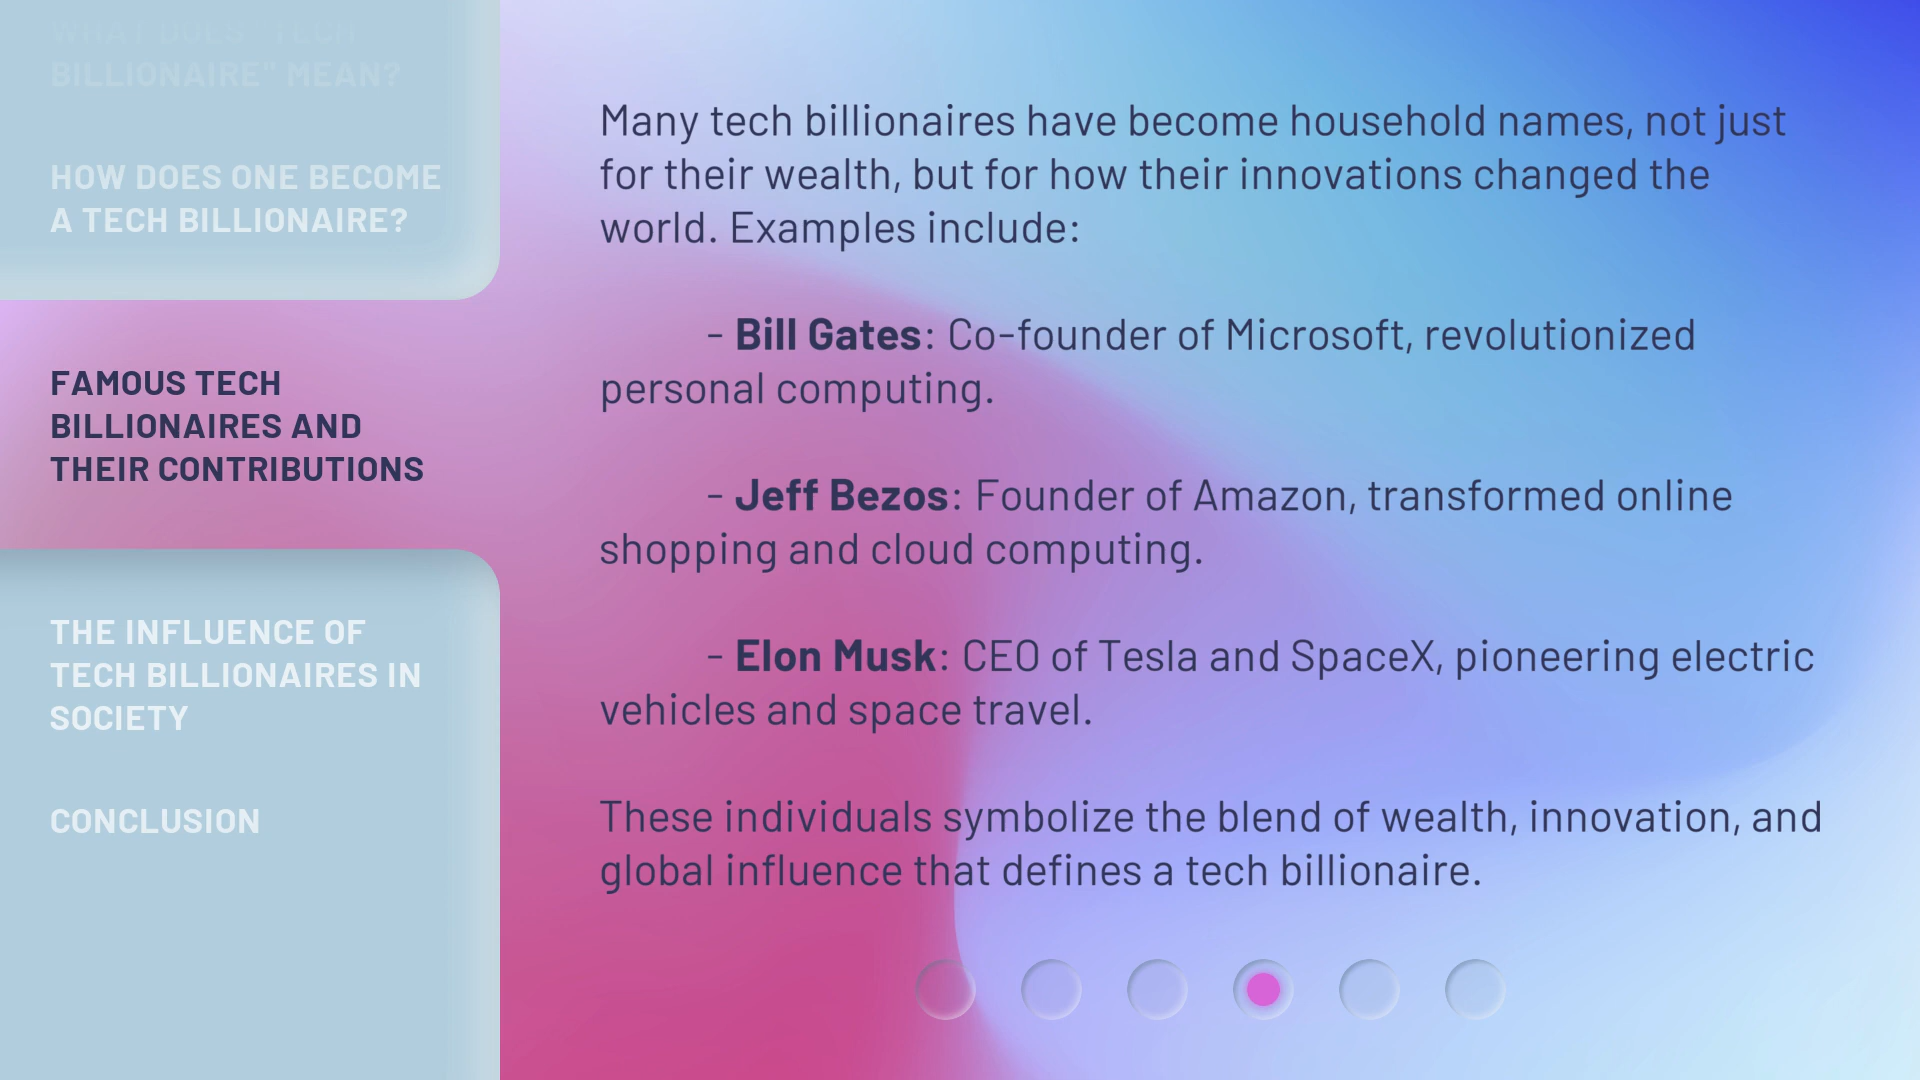 WHAT DOES "TECH
BILLIONAIRE" MEAN?
HOW DOES ONE BECOME
A TECH BILLIONAIRE?
FAMOUS TECH
BILLIONAIRES AND
THEIR CONTRIBUTIONS
THE INFLUENCE OF
TECH BILLIONAIRES IN
SOCIETY
CONCLUSION
Many tech billionaires have become household names, not just
for their wealth, but for how their innovations changed the
world. Examples include:
- Bill Gates: Co-founder of Microsoft, revolutionized
personal computing.
- Jeff Bezos: Founder of Amazon, transformed online
shopping and cloud computing.
- Elon Musk: CEO of Tesla and SpaceX, pioneering electric
vehicles and space travel.
These individuals symbolize the blend of wealth, innovation, and
global influence that defines a tech billionaire.